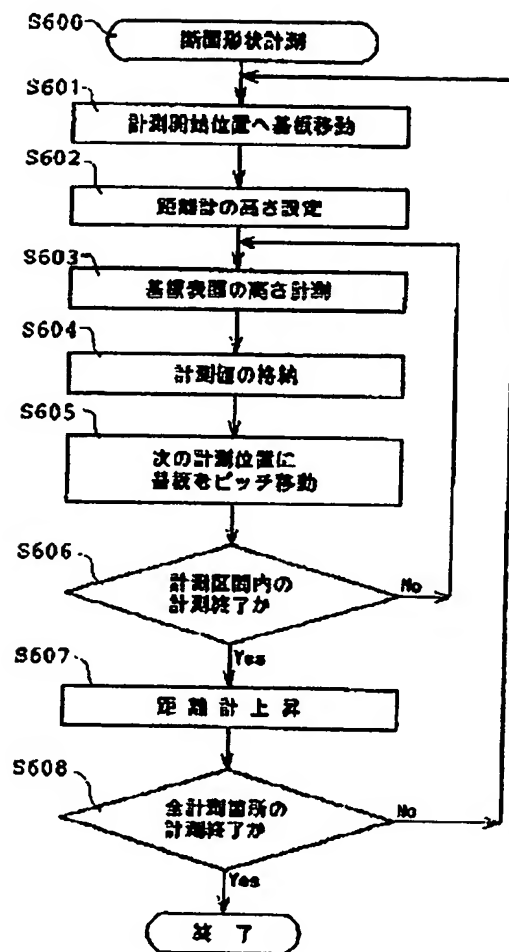 S600
断面形状計測
S601
計測開始位置へ基板移動
S602
距離計の高さ設定
S603
基板表面の高さ計測
S604
計測値の格納
S605
次の計測位置に
基板をピッチ移動
S606
計測区間内の
計測終了か
No
Yes
S607
距離計上昇
S608
全計測箇所の
計測終了か
No
Yes
終了